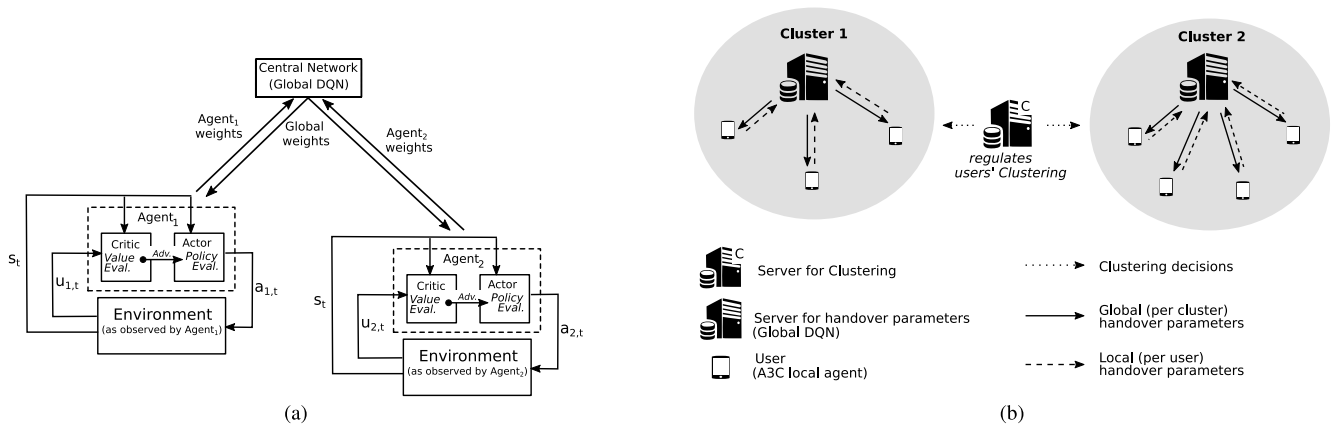 Central Network
(Global DQN)
Agent1
weights
Global
weights
Agent2
weights
st
Agent1
Critic
Value
Eval.
Adv.
Actor
Policy
Eval.
u1,t
a1,t
Environment
(as observed by Agent1)
st
Agent2
Critic
Value
Eval.
Adv.
Actor
Policy
Eval.
u2,t
a2,t
Environment
(as observed by Agent2)
(a)
Cluster 1
Cluster 2
C
regulates
users' Clustering
C
Server for Clustering
Server for handover parameters
(Global DQN)
User
(A3C local agent)
Clustering decisions
Global (per cluster)
handover parameters
Local (per user)
handover parameters
(b)